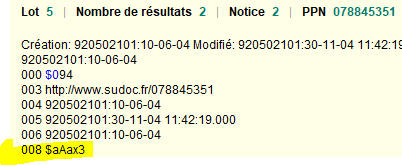 Lot 5 | Nombre de résultats 2 | Notice 2 | PPN 078845351
Création: 920502101:10-06-04 Modifié: 920502101:30-11-04 11:42:19
920502101:10-06-04
000 $094
003 http://www.sudoc.fr/078845351
004 920502101:10-06-04
005 920502101:30-11-04 11:42:19.000
006 920502101:10-06-04
008 $aAax3